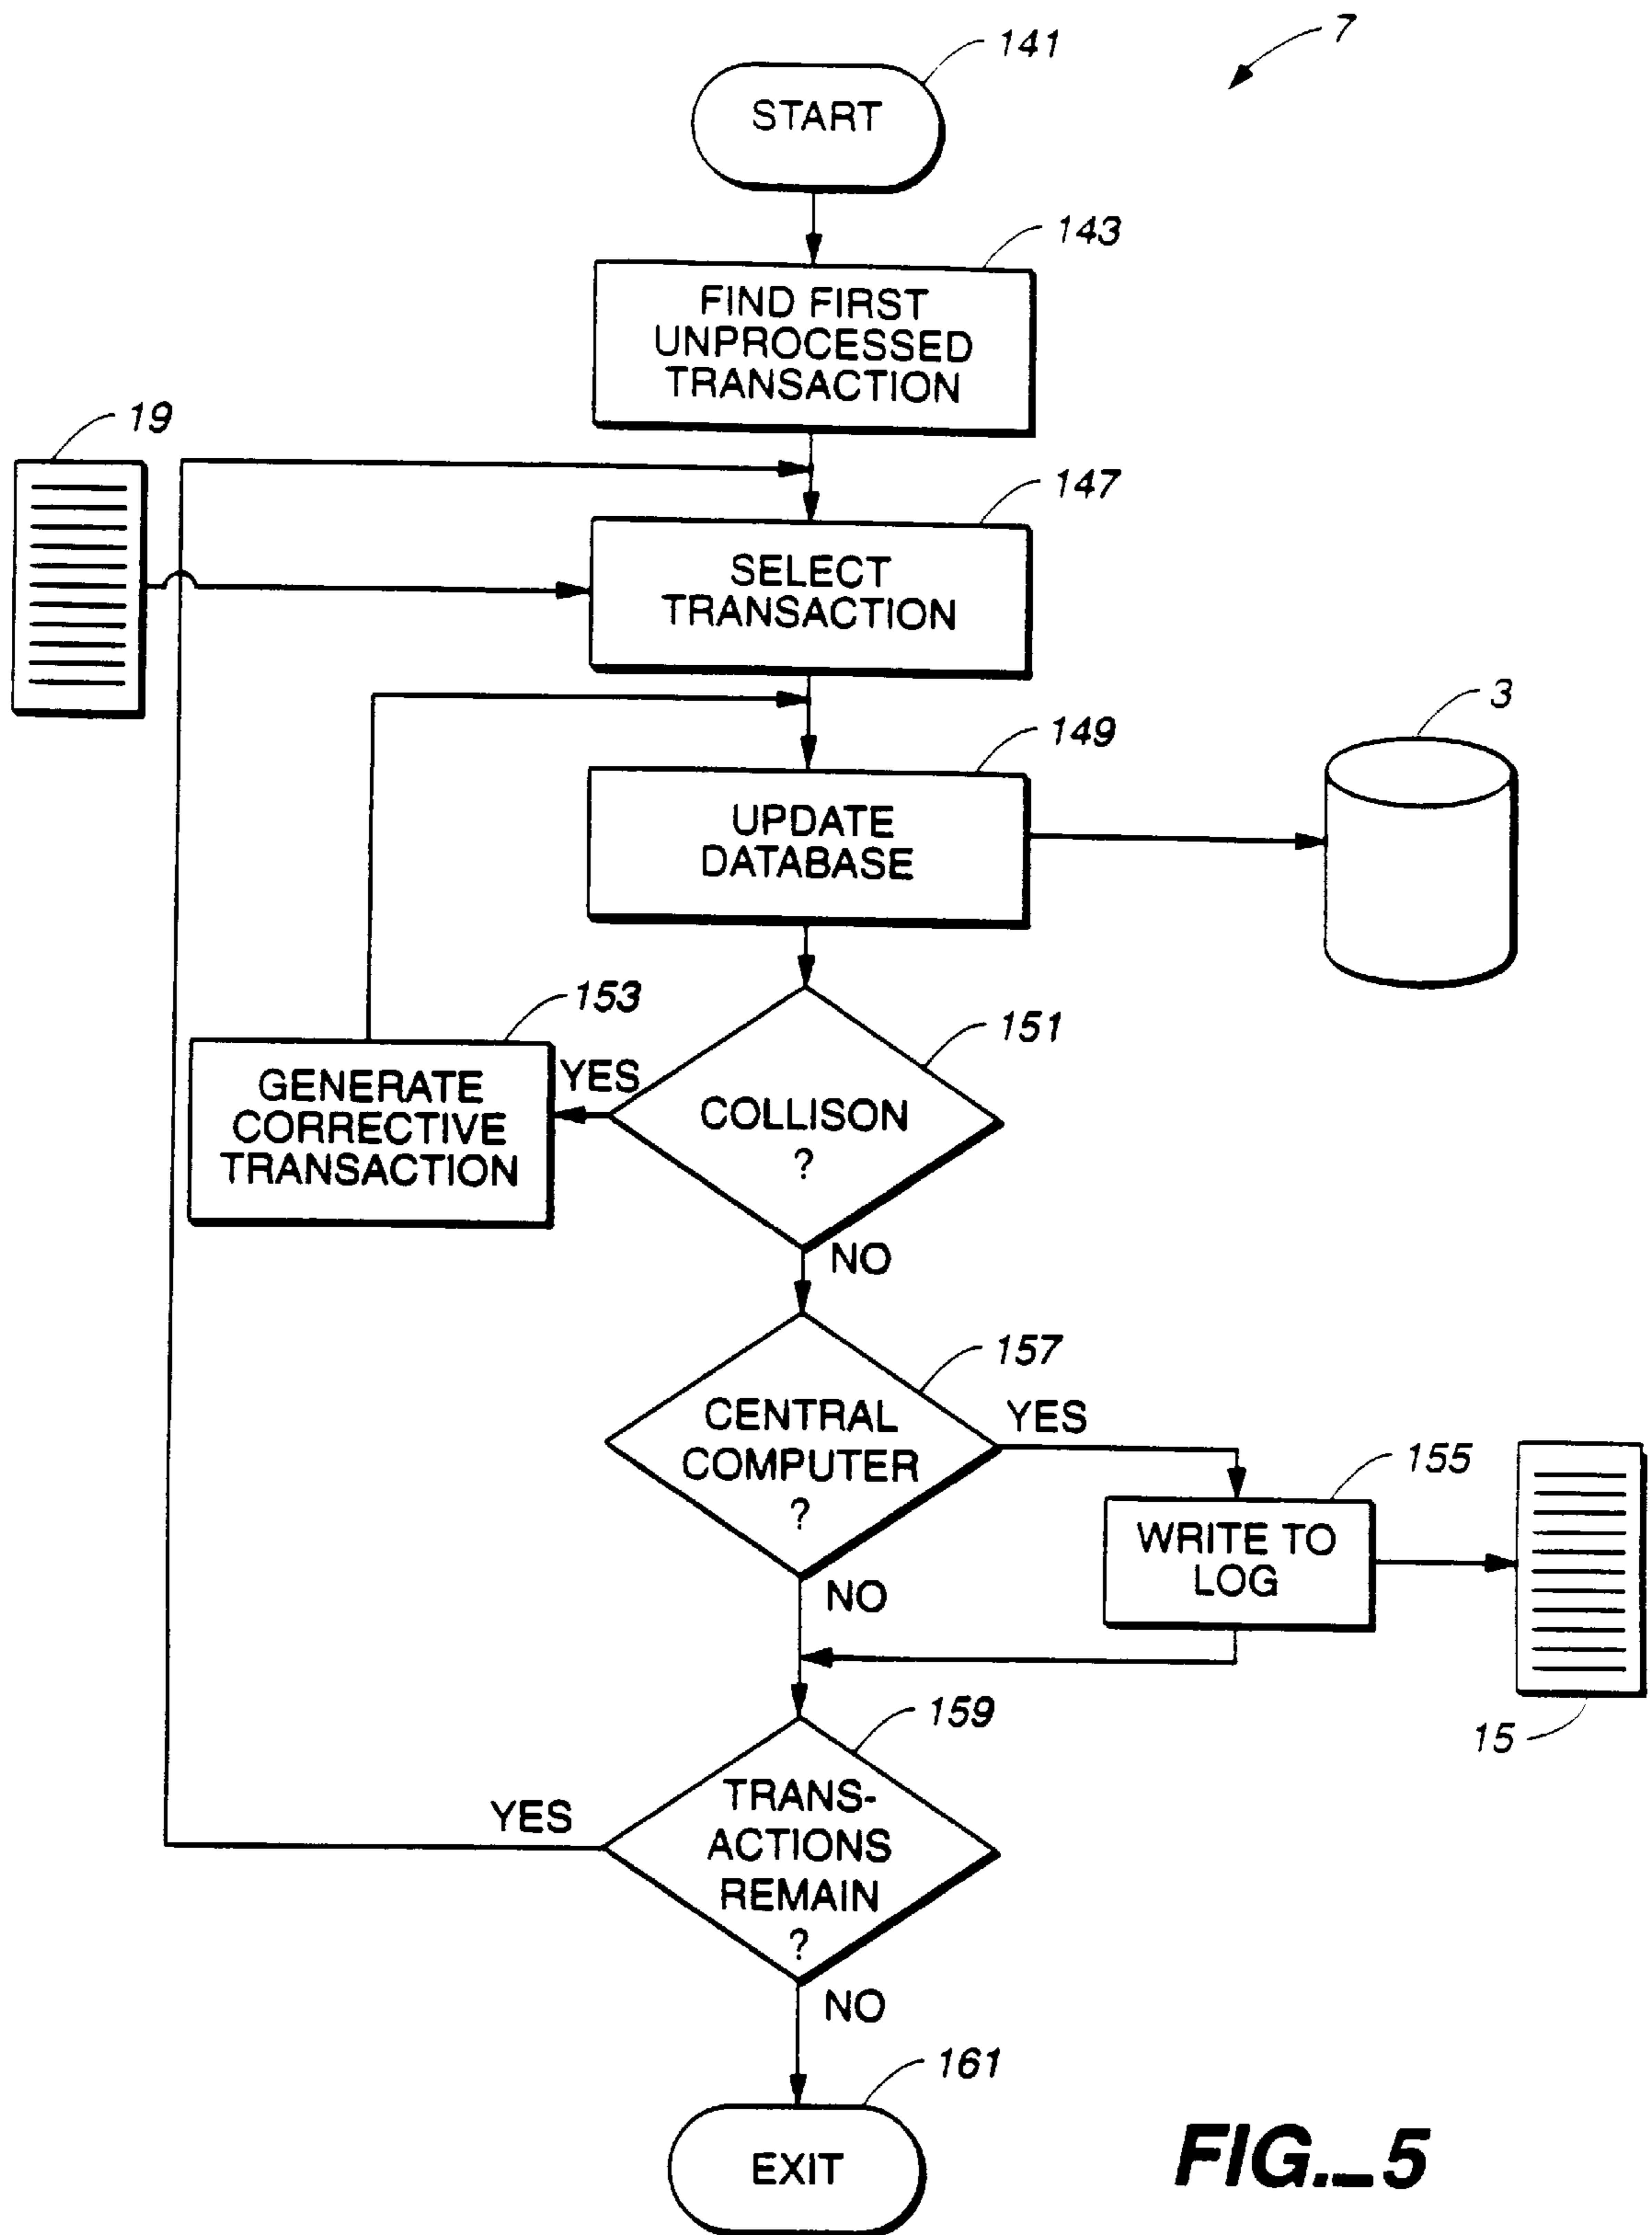 7
141
START
143
FIND FIRST
UNPROCESSED
TRANSACTION
19
147
SELECT
TRANSACTION
3
149
UPDATE
DATABASE
153
151
GENERATE
CORRECTIVE
TRANSACTION
YES
COLLISON
?
NO
157
CENTRAL
COMPUTER
?
YES
155
WRITE TO
LOG
NO
15
159
YES
TRANS-
ACTIONS
REMAIN
?
NO
161
EXIT
FIG._5